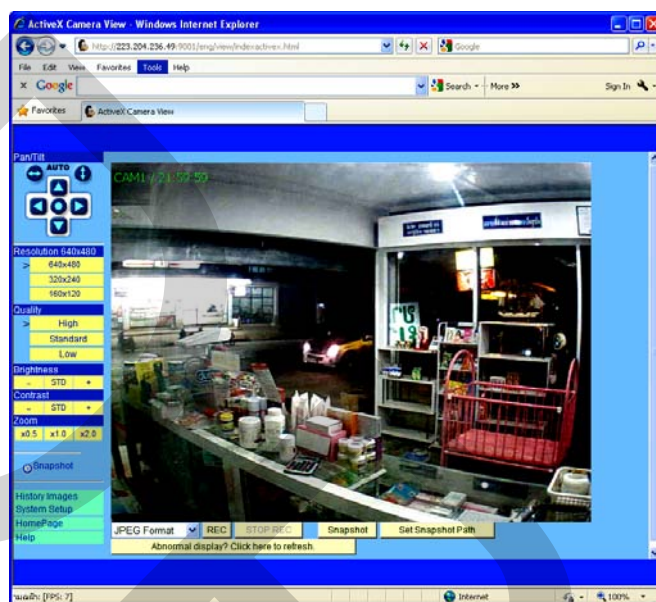 ActiveX Camera View - Windows Internet Explorer
http://223.204.236.49:9001/eng/view/indexactivex.html
Google
File Edit View Favorites Tools Help
x Google Search More >> Sign In
Favorites ActiveX Camera View
Pan/Tilt
AUTO
CAM1 / 21:59:59
Resolution 640x480
> 640x480
320x240
160x120
Quality
> High
Standard
Low
Brightness
- STD +
Contrast
- STD +
Zoom
x0.5 x1.0 x2.0
Snapshot
History Images
System Setup
HomePage
Help
JPEG Format REC STOP REC Snapshot Set Snapshot Path
Abnormal display? Click here to refresh.
[FPS: 7] Internet 100%